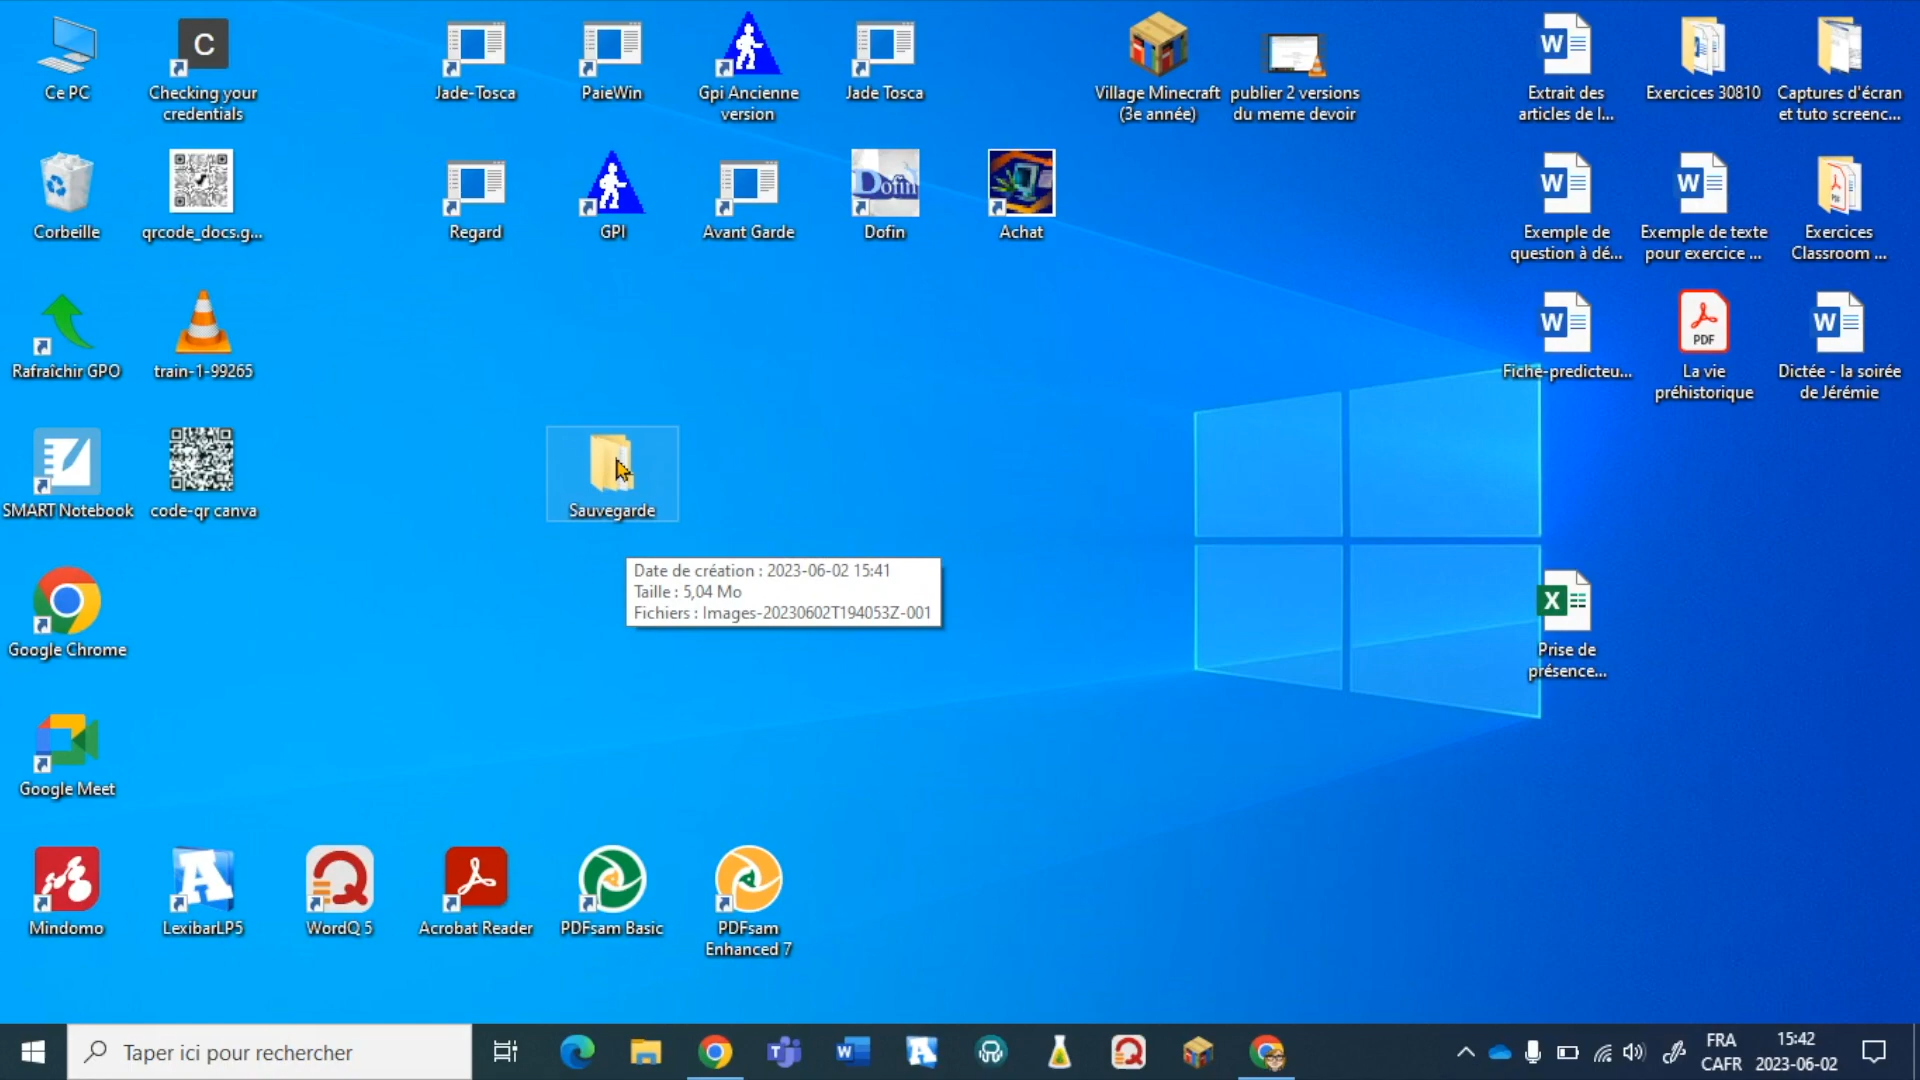 Ce PC
Checking your
credentials
Jade-Tosca
PaieWin
Gpi Ancienne
version
Jade Tosca
Village Minecraft
(3e année)
publier 2 versions
du meme devoir
Extrait des
articles de l...
Exercices 30810
Captures d'écran
et tuto screenc...
Corbeille
qrcode_docs.g...
Regard
GPI
Avant Garde
Dofin
Dofin
Achat
Exemple de
question à dé...
Exemple de texte
pour exercice ...
Exercices
Classroom ...
Rafraîchir GPO
train-1-99265
Fiche-predicteu...
PDF
La vie
préhistorique
Dictée - la soirée
de Jérémie
SMART Notebook
code-qr canva
Sauvegarde
Date de création : 2023-06-02 15:41
Taille : 5,04 Mo
Fichiers : Images-20230602T194053Z-001
Google Chrome
Prise de
présence...
Google Meet
Mindomo
LexibarLP5
WordQ 5
Acrobat Reader
PDFsam Basic
PDFsam
Enhanced 7
Taper ici pour rechercher
FRA
CAFR
15:42
2023-06-02